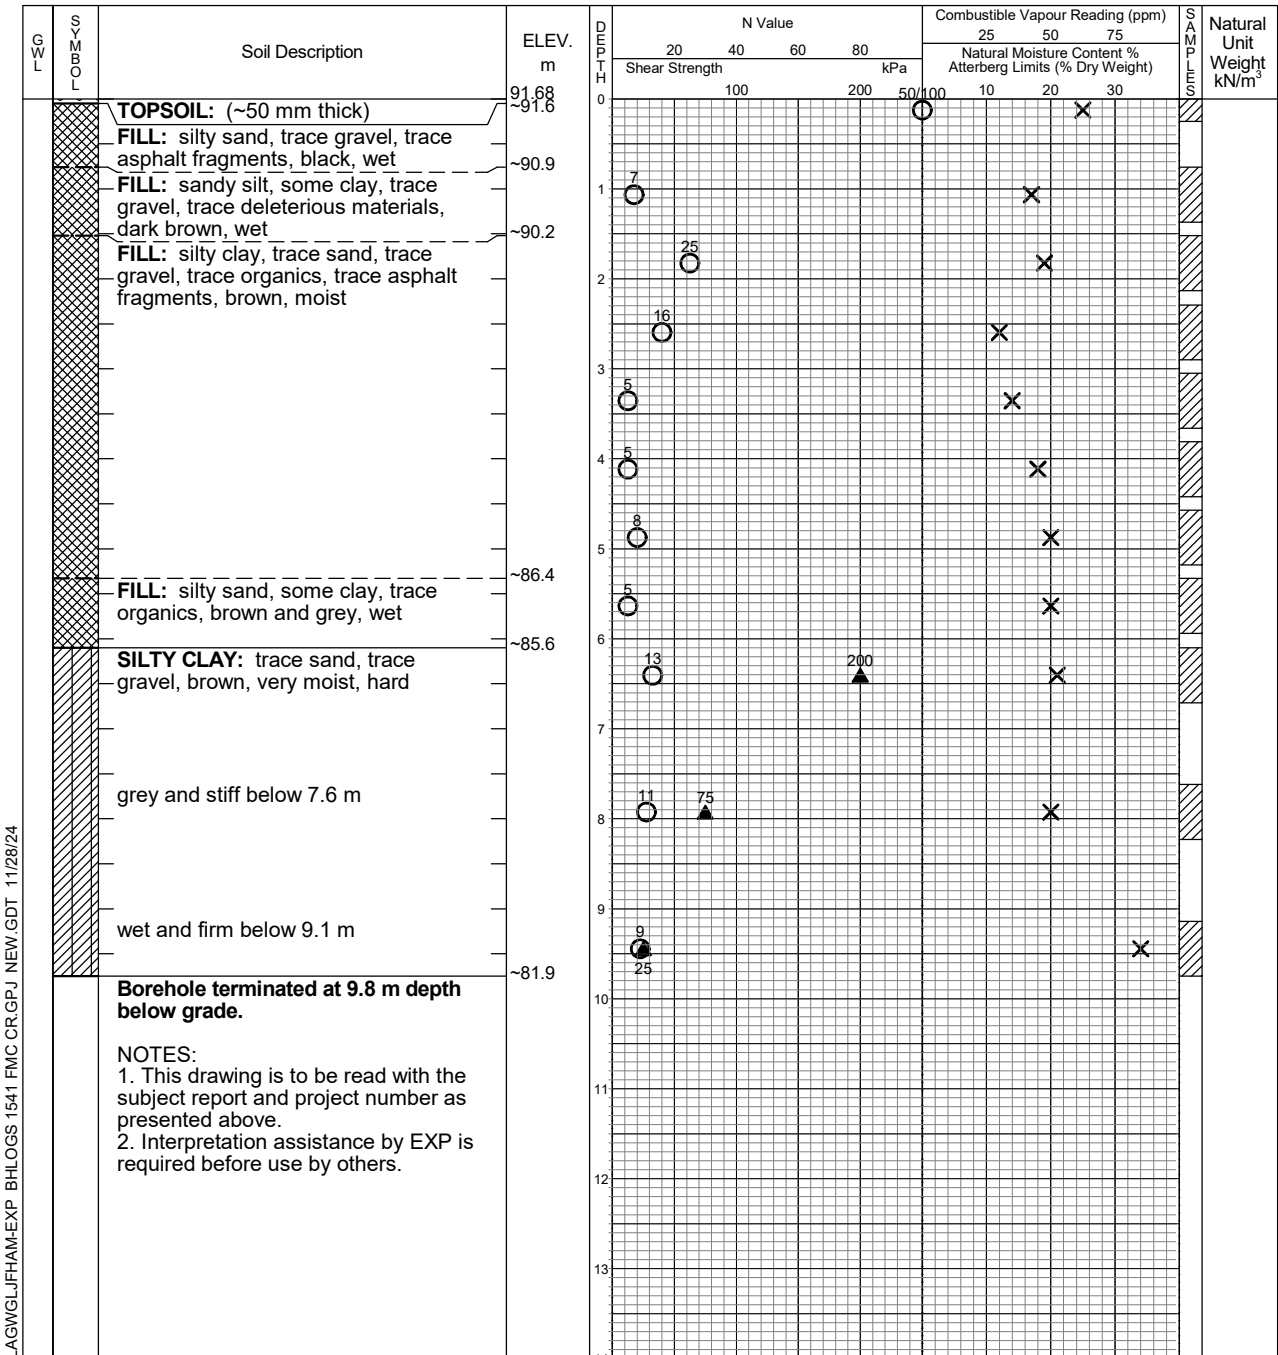 GWL
SYMBOL
Soil Description
ELEV.
m
DEPTH
N Value
20 40 60 80
Shear Strength kPa
100 200
Combustible Vapour Reading (ppm)
25 50 75
Natural Moisture Content %
Atterberg Limits (% Dry Weight)
10 20 30
SAMPLES
Natural
Unit
Weight
kN/m³
91.68
0
50/100
TOPSOIL: (~50 mm thick)
~91.6
FILL: silty sand, trace gravel, trace
asphalt fragments, black, wet
~90.9
FILL: sandy silt, some clay, trace
gravel, trace deleterious materials,
dark brown, wet
7
1
~90.2
FILL: silty clay, trace sand, trace
gravel, trace organics, trace asphalt
fragments, brown, moist
25
2
16
3
5
4
5
8
5
~86.4
FILL: silty sand, some clay, trace
organics, brown and grey, wet
5
6
~85.6
SILTY CLAY: trace sand, trace
gravel, brown, very moist, hard
13
200
7
grey and stiff below 7.6 m
11
75
8
9
wet and firm below 9.1 m
9
25
~81.9
Borehole terminated at 9.8 m depth
below grade.
10
NOTES:
1. This drawing is to be read with the
subject report and project number as
presented above.
2. Interpretation assistance by EXP is
required before use by others.
11
12
13
AGWGLJFHAM-EXP BHLOGS 1541 FMC CR.GPJ NEW.GDT 11/28/24